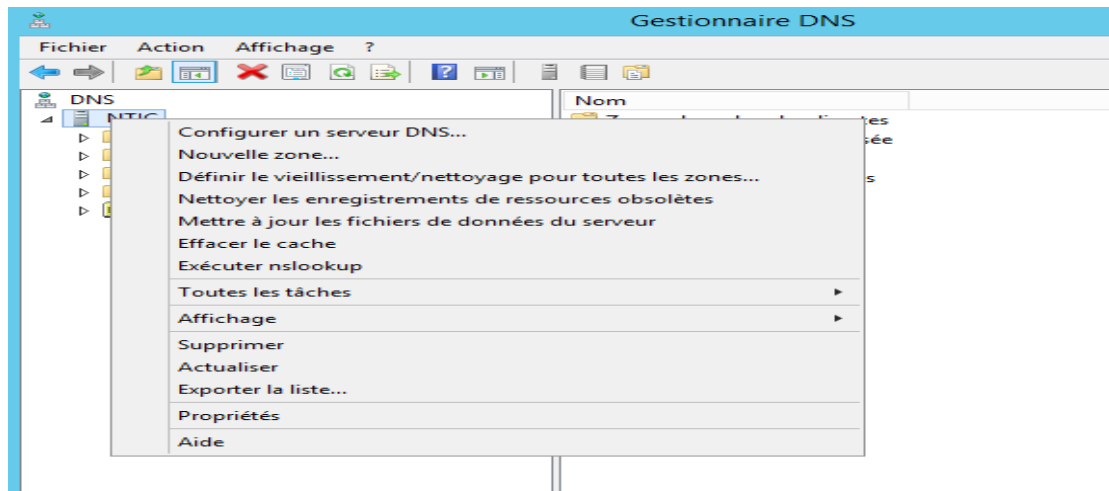 Gestionnaire DNS
Fichier Action Affichage ?
DNS
Nom
Configurer un serveur DNS...
Nouvelle zone...
Définir le vieillissement/nettoyage pour toutes les zones...
Nettoyer les enregistrements de ressources obsolètes
Mettre à jour les fichiers de données du serveur
Effacer le cache
Exécuter nslookup
Toutes les tâches
Affichage
Supprimer
Actualiser
Exporter la liste...
Propriétés
Aide